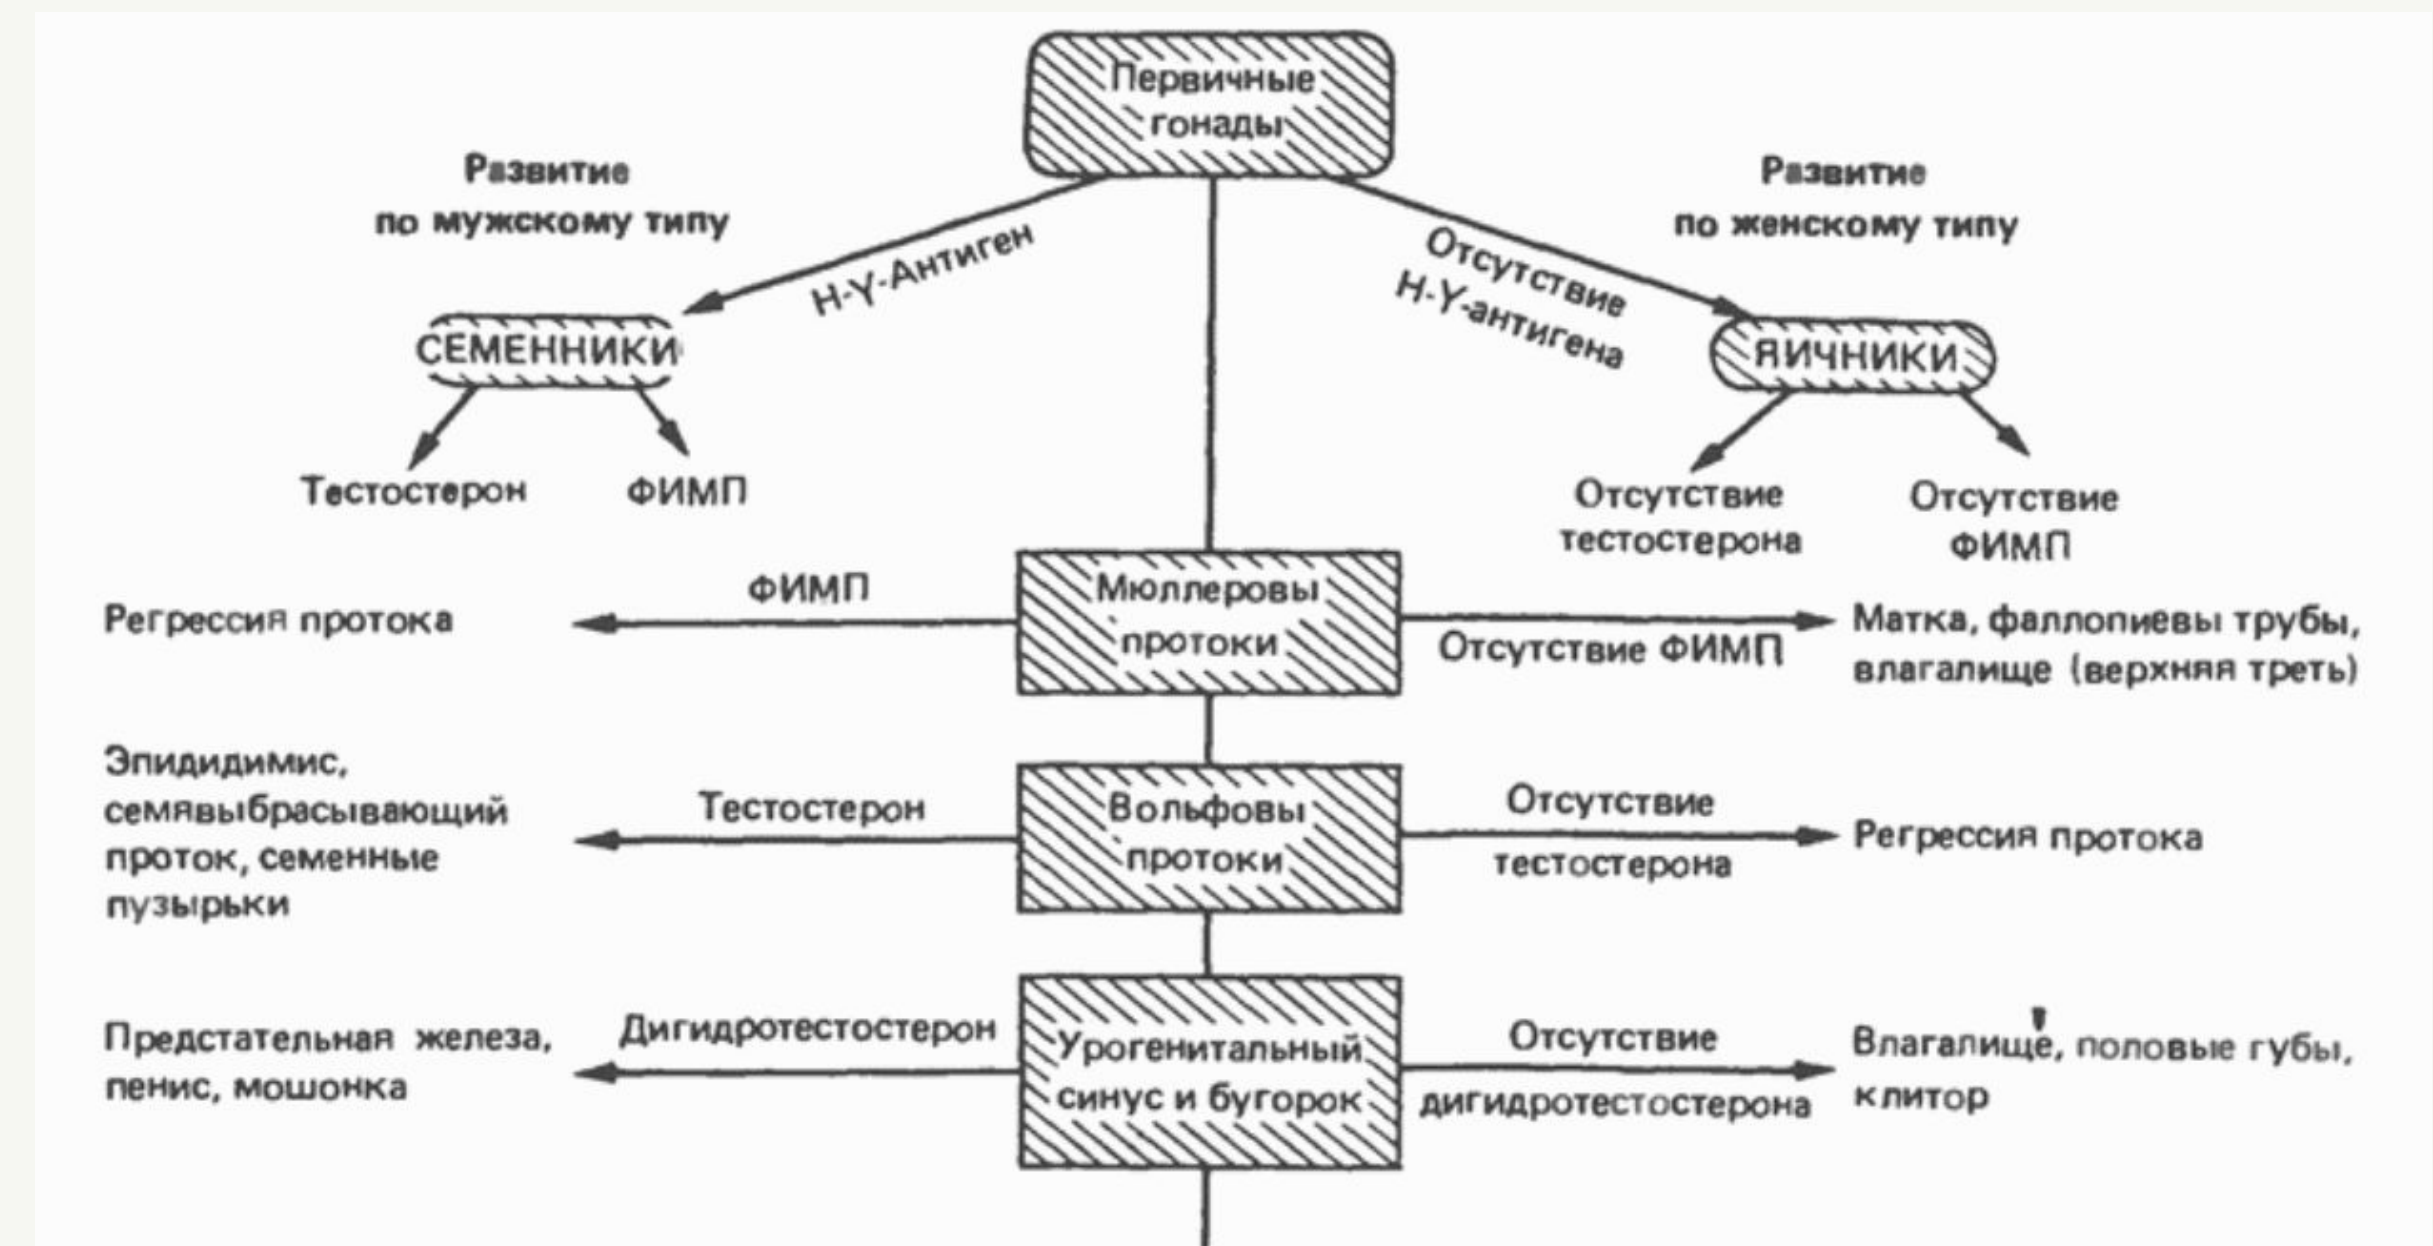 Первичные
гонады
Развитие
по мужскому типу
Развитие
по женскому типу
Н-Y-Антиген
Отсутствие
Н-Y-антигена
СЕМЕННИКИ
ЯИЧНИКИ
Тестостерон
ФИМП
Отсутствие
тестостерона
Отсутствие
ФИМП
Регрессия протока
ФИМП
Мюллеровы
протоки
Отсутствие ФИМП
Матка, фаллопиевы трубы,
влагалище (верхняя треть)
Эпидидимис,
семявыбрасывающий
проток, семенные
пузырьки
Тестостерон
Вольфовы
протоки
Отсутствие
тестостерона
Регрессия протока
Предстательная железа,
пенис, мошонка
Дигидротестостерон
Урогенитальный
синус и бугорок
Отсутствие
дигидротестостерона
Влагалище, половые губы,
клитор